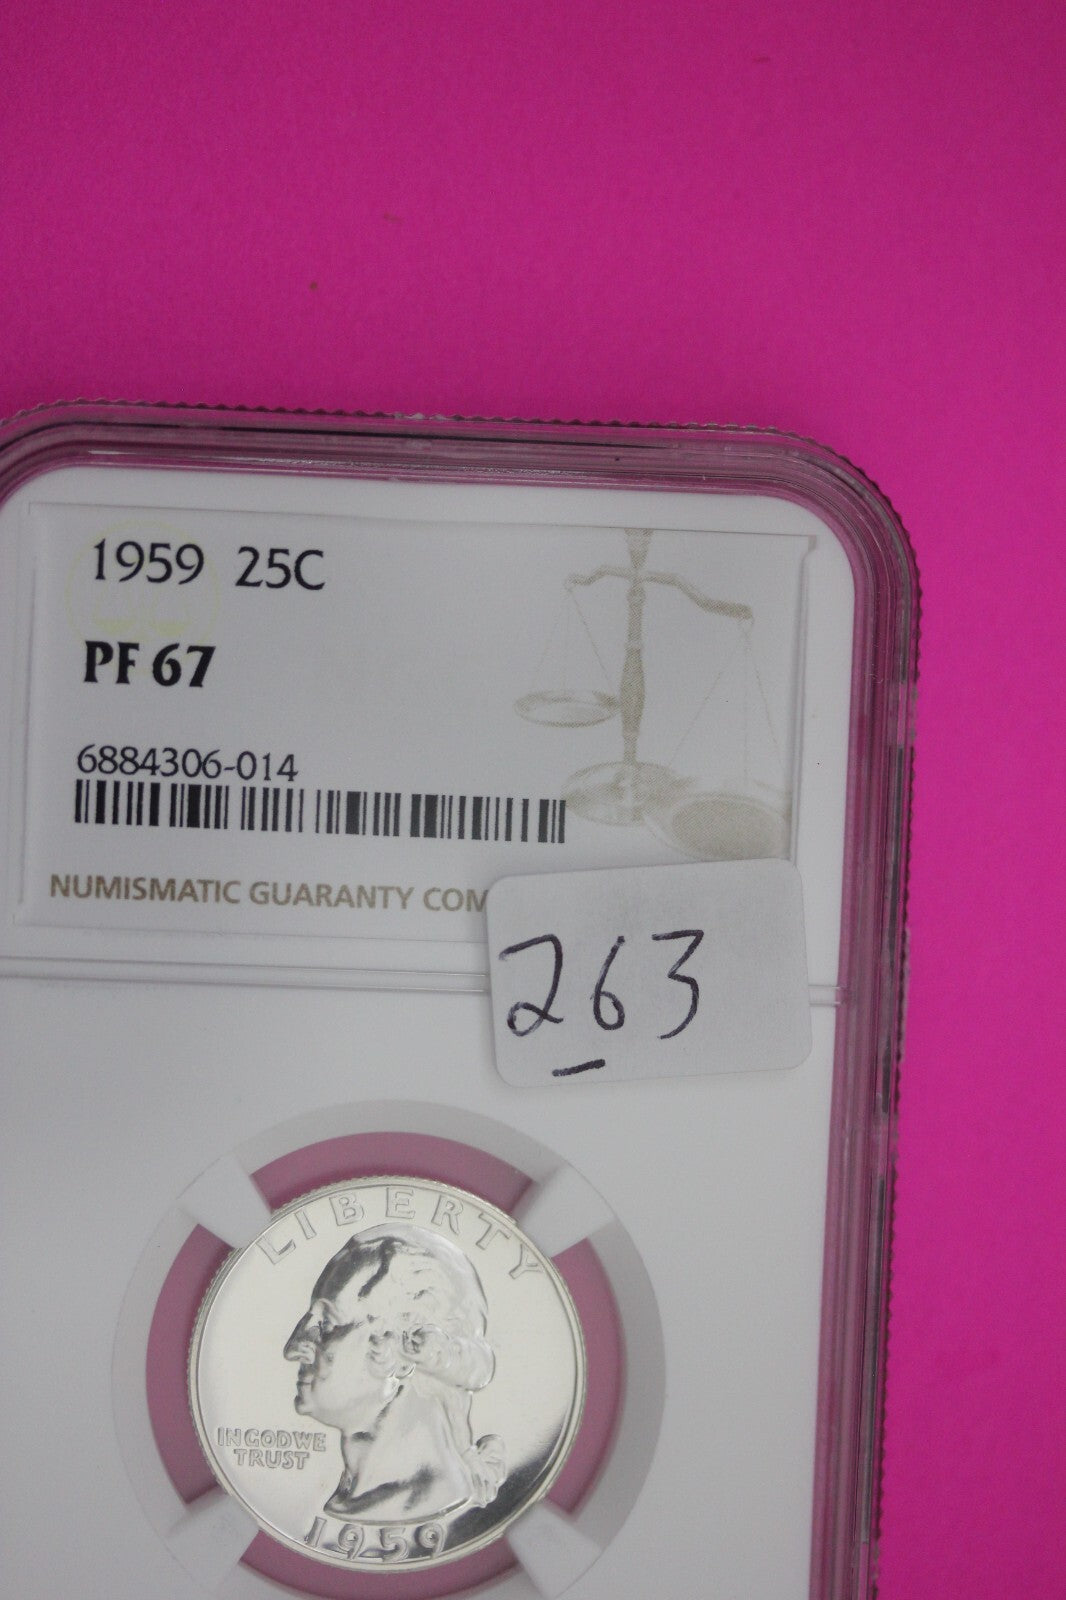 1959 25C
PF 67
6884306-014
NUMISMATIC GUARANTY COM
263
LIBERTY
IN GOD WE
TRUST
1959